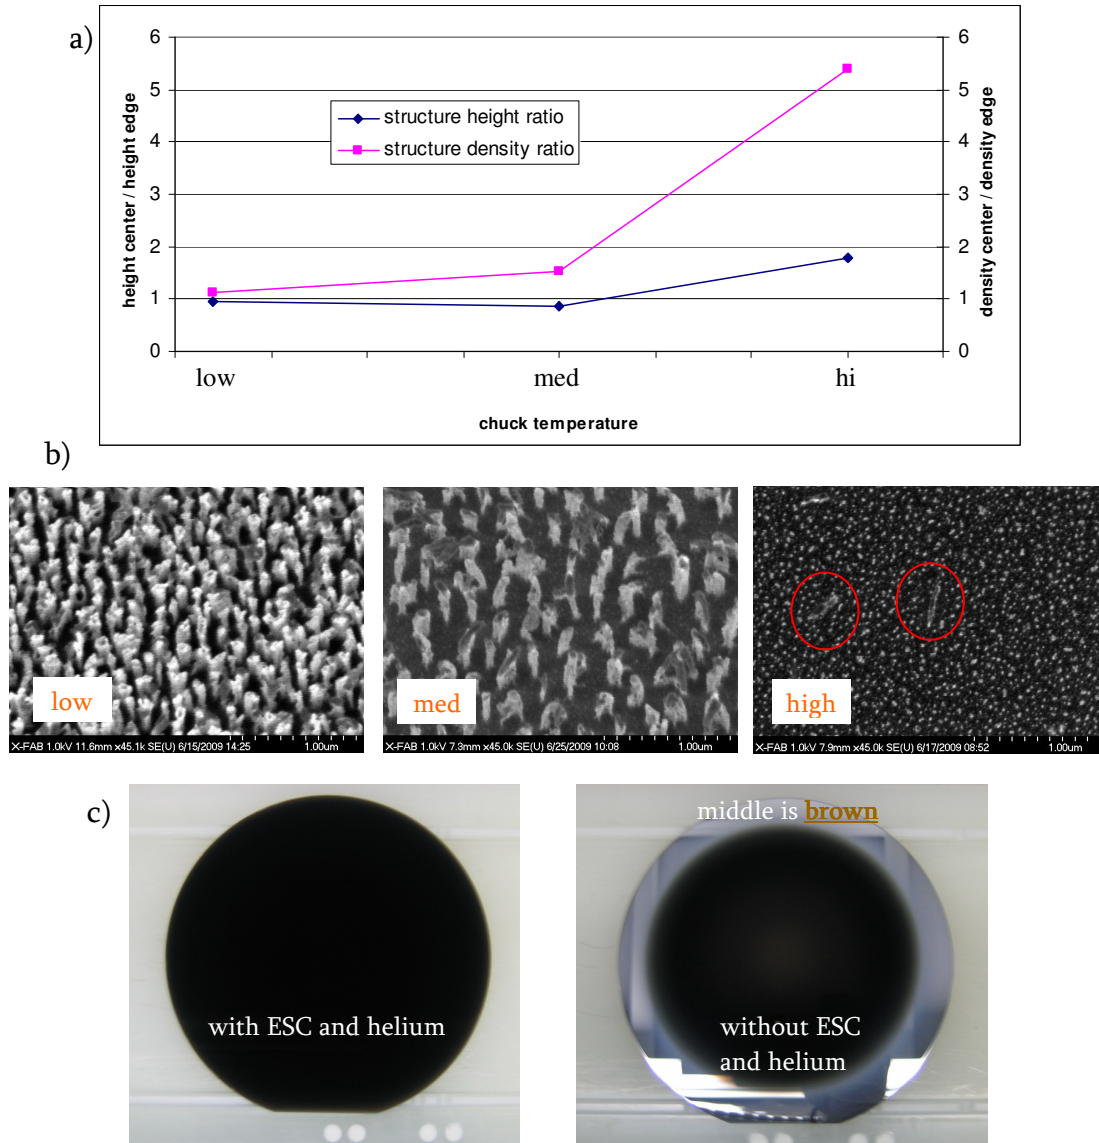 a)
6
6
5
5
4
4
3
3
2
2
1
1
0
0
structure height ratio
structure density ratio
height center / height edge
density center / density edge
low
med
hi
chuck temperature
b)
low
med
high
X-FAB 1.0kV 11.6mm x45.1k SE(U) 6/15/2009 14:25
1.00um
X-FAB 1.0kV 7.3mm x45.0k SE(U) 6/25/2009 10:08
1.00um
X-FAB 1.0kV 7.9mm x45.0k SE(U) 6/17/2009 08:52
1.00um
c)
middle is brown
with ESC and helium
without ESC
and helium